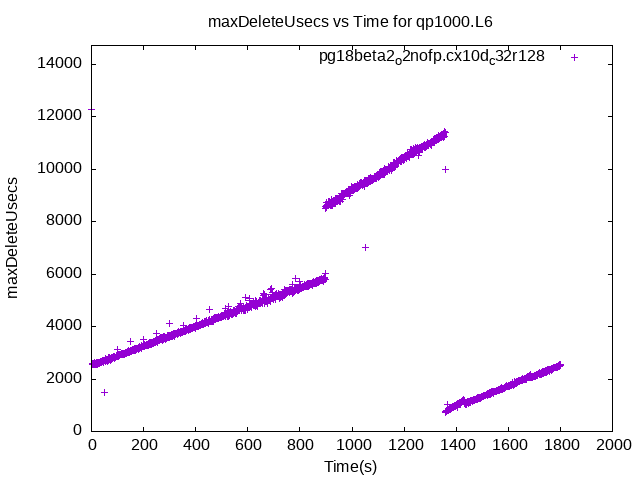 maxDeleteUsecs vs Time for qp1000.L6
pg18beta2o2nofp.cx10dc32r128
14000
12000
10000
8000
6000
4000
2000
0
maxDeleteUsecs
0 200 400 600 800 1000 1200 1400 1600 1800 2000
Time(s)